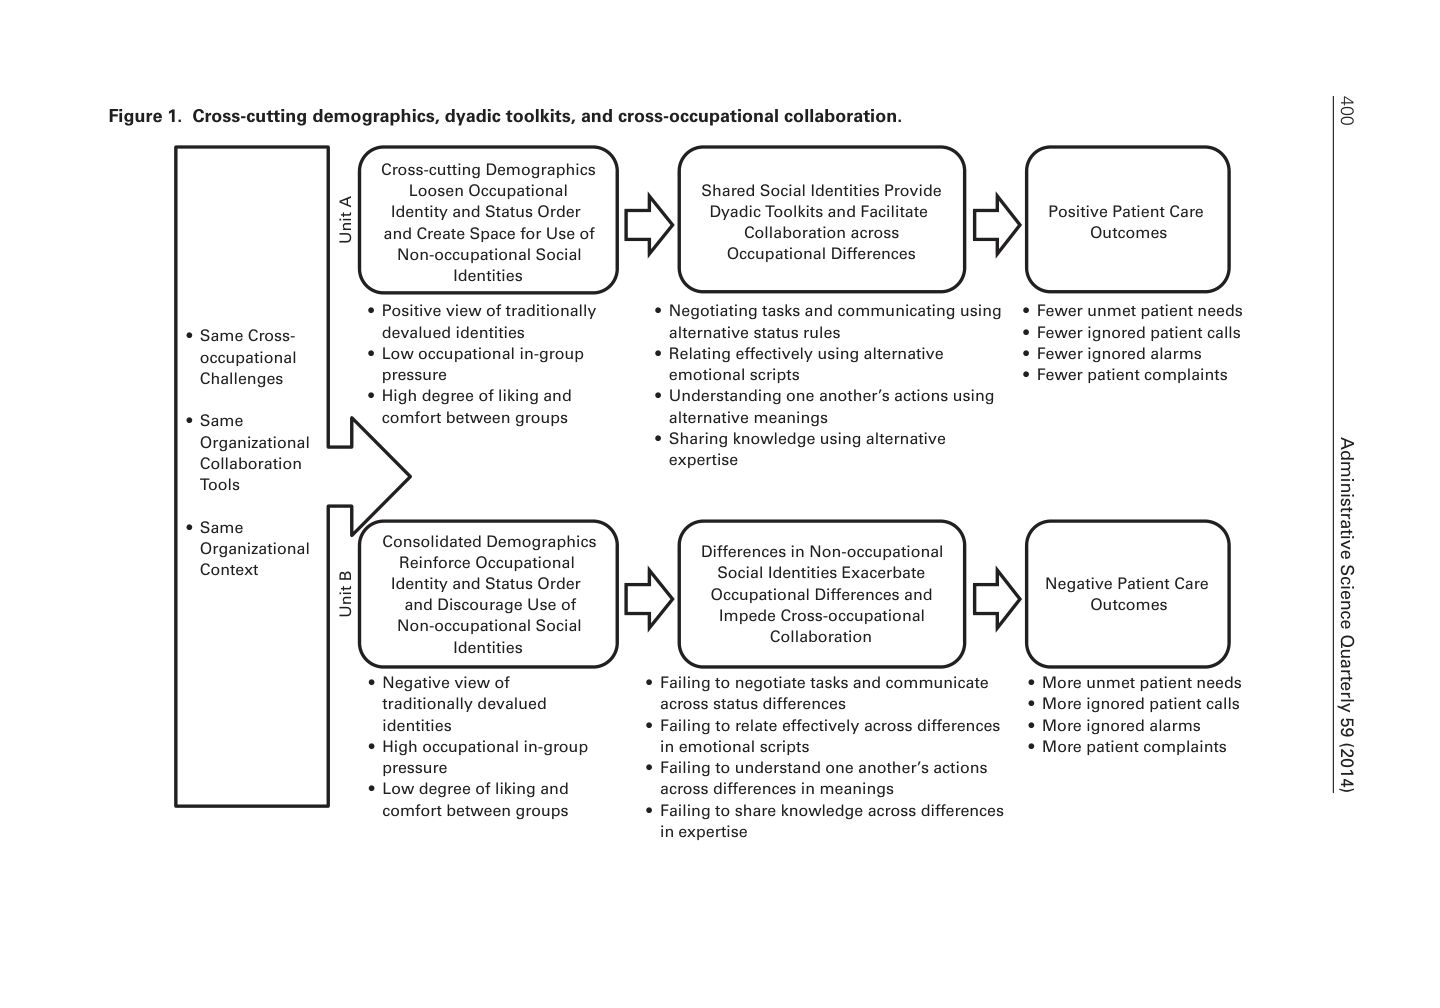 Figure 1. Cross-cutting demographics, dyadic toolkits, and cross-occupational collaboration.
• Same Cross-
occupational
Challenges
• Same
Organizational
Collaboration
Tools
• Same
Organizational
Context
Unit A
Cross-cutting Demographics
Loosen Occupational
Identity and Status Order
and Create Space for Use of
Non-occupational Social
Identities
• Positive view of traditionally
devalued identities
• Low occupational in-group
pressure
• High degree of liking and
comfort between groups
Shared Social Identities Provide
Dyadic Toolkits and Facilitate
Collaboration across
Occupational Differences
• Negotiating tasks and communicating using
alternative status rules
• Relating effectively using alternative
emotional scripts
• Understanding one another’s actions using
alternative meanings
• Sharing knowledge using alternative
expertise
Positive Patient Care
Outcomes
• Fewer unmet patient needs
• Fewer ignored patient calls
• Fewer ignored alarms
• Fewer patient complaints
Unit B
Consolidated Demographics
Reinforce Occupational
Identity and Status Order
and Discourage Use of
Non-occupational Social
Identities
• Negative view of
traditionally devalued
identities
• High occupational in-group
pressure
• Low degree of liking and
comfort between groups
Differences in Non-occupational
Social Identities Exacerbate
Occupational Differences and
Impede Cross-occupational
Collaboration
• Failing to negotiate tasks and communicate
across status differences
• Failing to relate effectively across differences
in emotional scripts
• Failing to understand one another’s actions
across differences in meanings
• Failing to share knowledge across differences
in expertise
Negative Patient Care
Outcomes
• More unmet patient needs
• More ignored patient calls
• More ignored alarms
• More patient complaints
400
Administrative Science Quarterly 59 (2014)